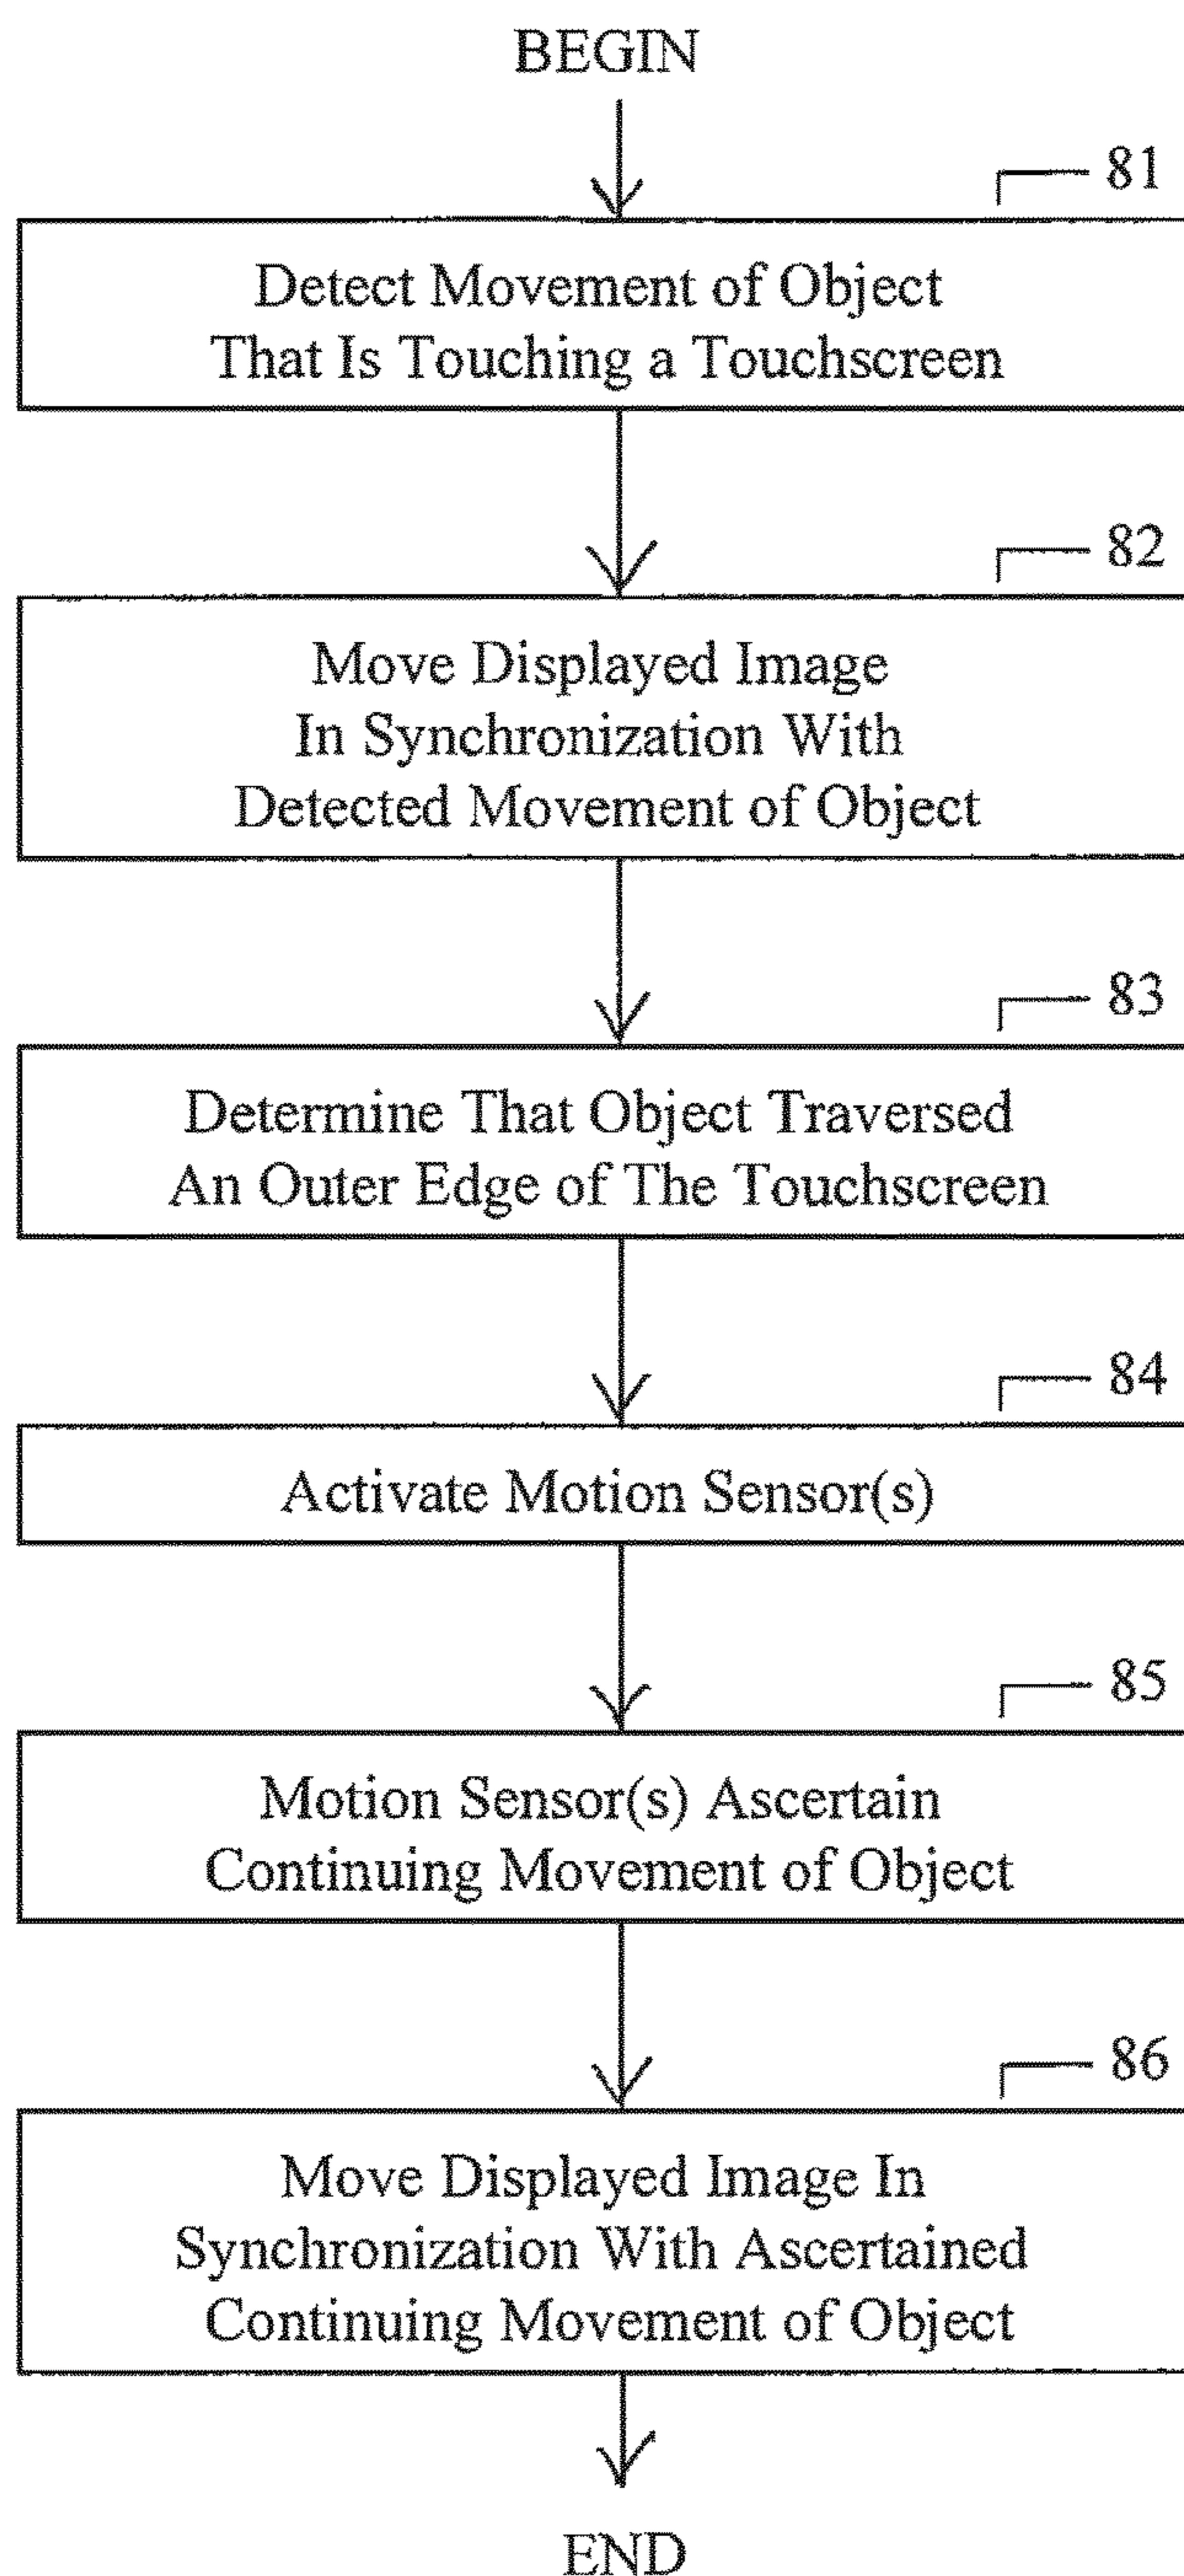 BEGIN
81
Detect Movement of Object
That Is Touching a Touchscreen
82
Move Displayed Image
In Synchronization With
Detected Movement of Object
83
Determine That Object Traversed
An Outer Edge of The Touchscreen
84
Activate Motion Sensor(s)
85
Motion Sensor(s) Ascertain
Continuing Movement of Object
86
Move Displayed Image In
Synchronization With Ascertained
Continuing Movement of Object
END